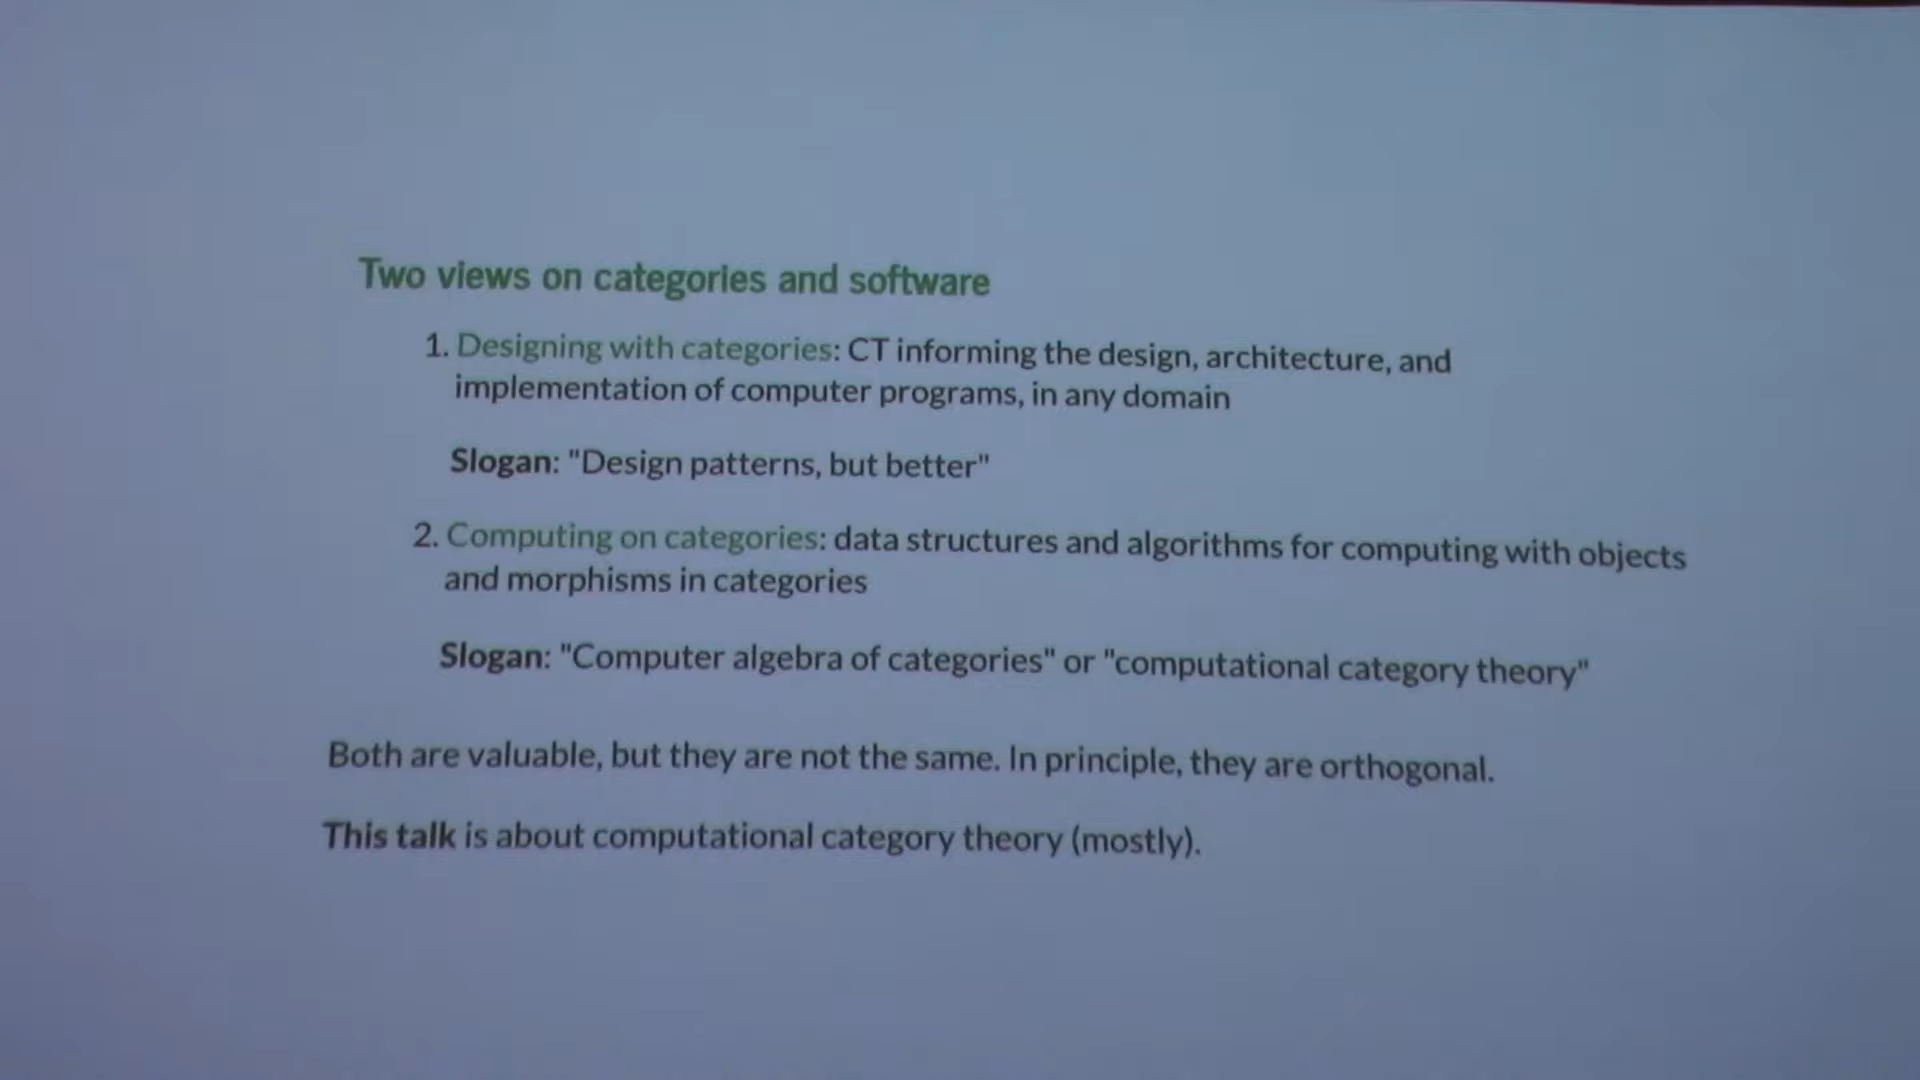 Two views on categories and software
1. Designing with categories: CT informing the design, architecture, and
implementation of computer programs, in any domain
Slogan: "Design patterns, but better"
2. Computing on categories: data structures and algorithms for computing with objects
and morphisms in categories
Slogan: "Computer algebra of categories" or "computational category theory"
Both are valuable, but they are not the same. In principle, they are orthogonal.
This talk is about computational category theory (mostly).